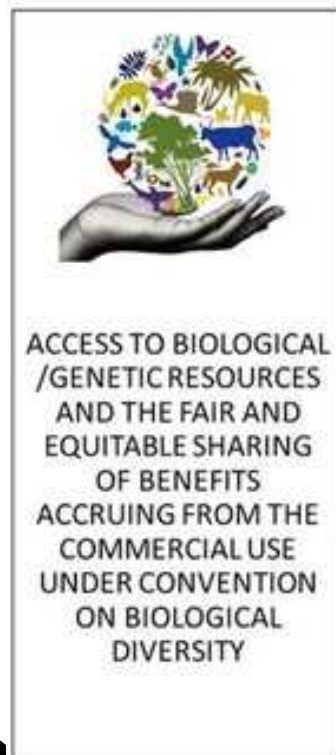 ACCESS TO BIOLOGICAL
/GENETIC RESOURCES
AND THE FAIR AND
EQUITABLE SHARING
OF BENEFITS
ACCRUING FROM THE
COMMERCIAL USE
UNDER CONVENTION
ON BIOLOGICAL
DIVERSITY